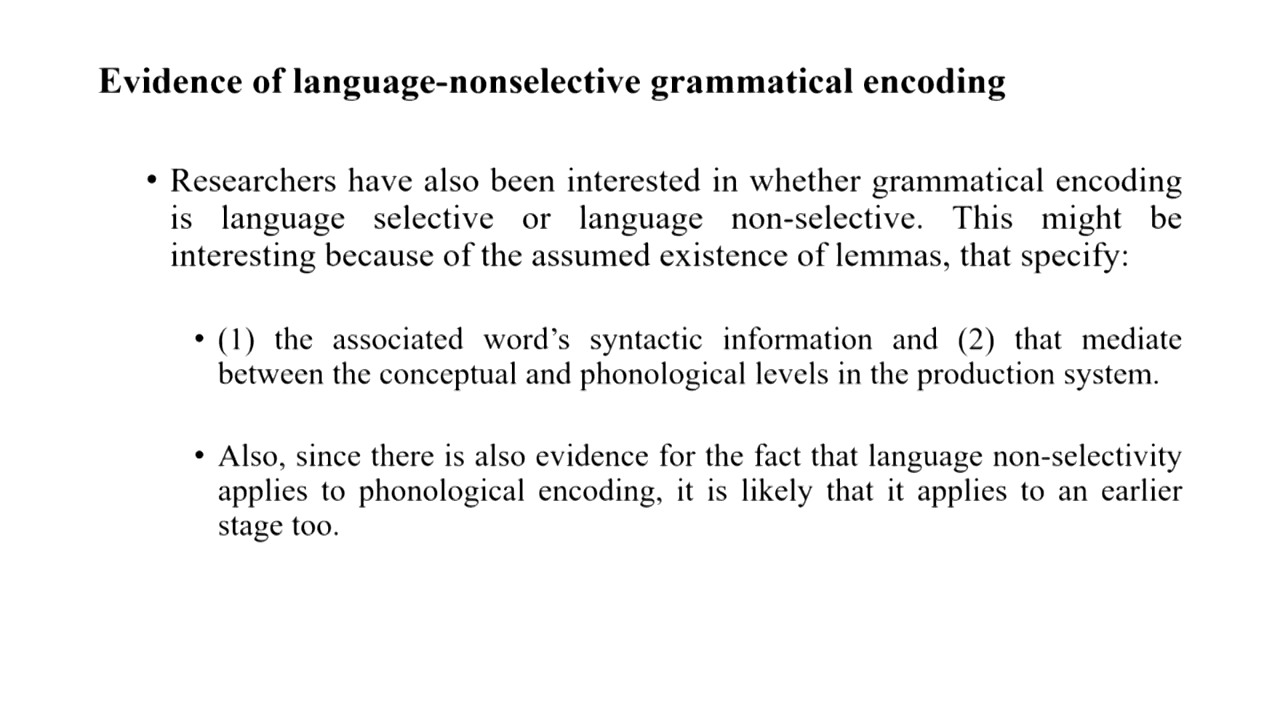 Evidence of language-nonselective grammatical encoding
• Researchers have also been interested in whether grammatical encoding
is language selective or language non-selective. This might be
interesting because of the assumed existence of lemmas, that specify:
• (1) the associated word’s syntactic information and (2) that mediate
between the conceptual and phonological levels in the production system.
• Also, since there is also evidence for the fact that language non-selectivity
applies to phonological encoding, it is likely that it applies to an earlier
stage too.